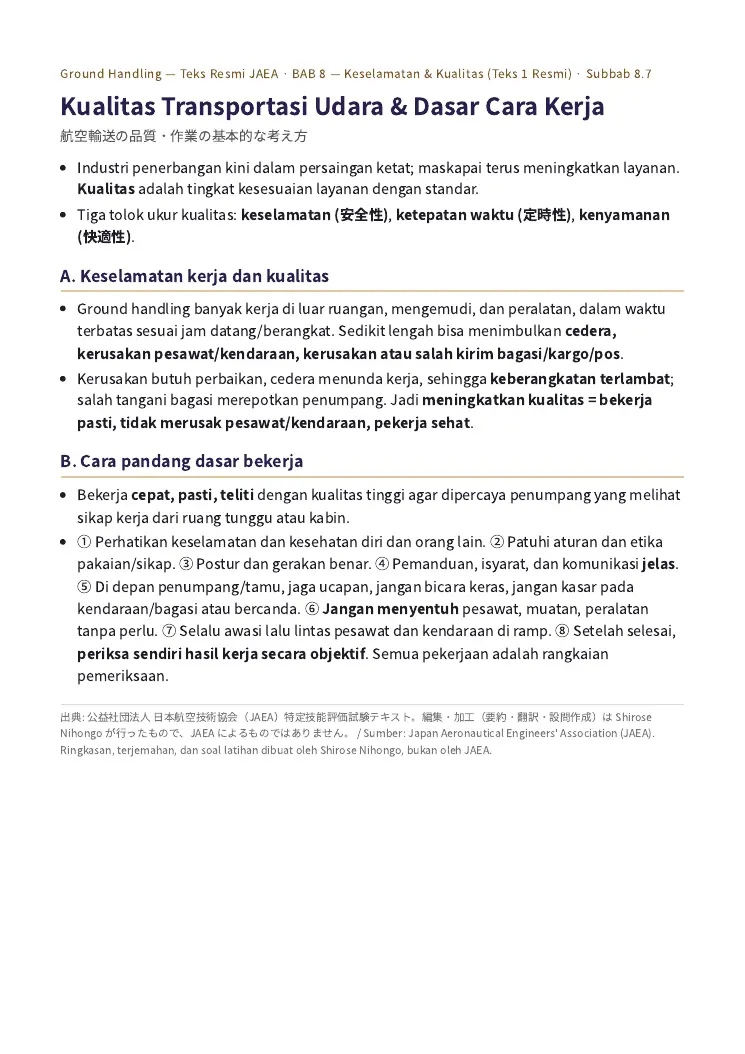 Ground Handling — Teks Resmi JAEA · BAB 8 — Keselamatan & Kualitas (Teks 1 Resmi) · Subbab 8.7
Kualitas Transportasi Udara & Dasar Cara Kerja
航空輸送の品質・作業の基本的な考え方
• Industri penerbangan kini dalam persaingan ketat; maskapai terus meningkatkan layanan.
Kualitas adalah tingkat kesesuaian layanan dengan standar.
• Tiga tolok ukur kualitas: keselamatan (安全性), ketepatan waktu (定時性), kenyamanan
(快適性).
A. Keselamatan kerja dan kualitas
• Ground handling banyak kerja di luar ruangan, mengemudi, dan peralatan, dalam waktu
terbatas sesuai jam datang/berangkat. Sedikit lengah bisa menimbulkan cedera,
kerusakan pesawat/kendaraan, kerusakan atau salah kirim bagasi/kargo/pos.
• Kerusakan butuh perbaikan, cedera menunda kerja, sehingga keberangkatan terlambat;
salah tangani bagasi merepotkan penumpang. Jadi meningkatkan kualitas = bekerja
pasti, tidak merusak pesawat/kendaraan, pekerja sehat.
B. Cara pandang dasar bekerja
• Bekerja cepat, pasti, teliti dengan kualitas tinggi agar dipercaya penumpang yang melihat
sikap kerja dari ruang tunggu atau kabin.
• ① Perhatikan keselamatan dan kesehatan diri dan orang lain. ② Patuhi aturan dan etika
pakaian/sikap. ③ Postur dan gerakan benar. ④ Pemanduan, isyarat, dan komunikasi jelas.
⑤ Di depan penumpang/tamu, jaga ucapan, jangan bicara keras, jangan kasar pada
kendaraan/bagasi atau bercanda. ⑥ Jangan menyentuh pesawat, muatan, peralatan
tanpa perlu. ⑦ Selalu awasi lalu lintas pesawat dan kendaraan di ramp. ⑧ Setelah selesai,
periksa sendiri hasil kerja secara objektif. Semua pekerjaan adalah rangkaian
pemeriksaan.
出典: 公益社団法人 日本航空技術協会（JAEA）特定技能評価試験テキスト。編集・加工（要約・翻訳・設問作成）は Shirose
Nihongo が行ったもので、JAEA によるものではありません。 / Sumber: Japan Aeronautical Engineers' Association (JAEA).
Ringkasan, terjemahan, dan soal latihan dibuat oleh Shirose Nihongo, bukan oleh JAEA.